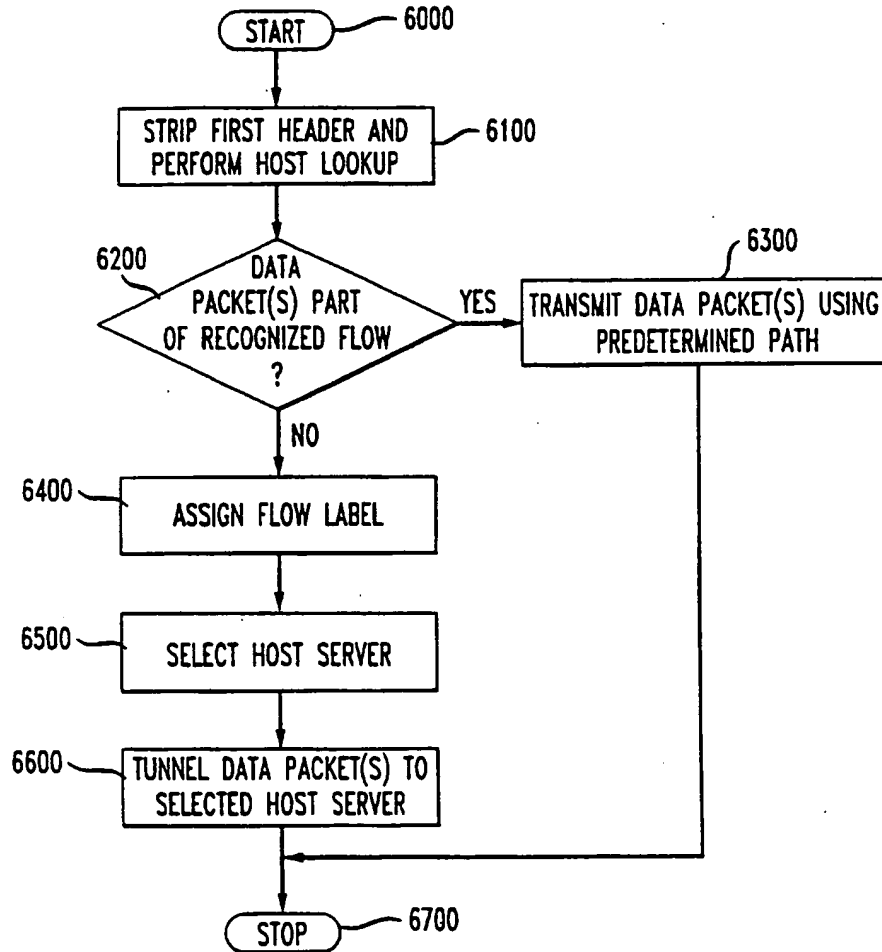 START
6000
STRIP FIRST HEADER AND
PERFORM HOST LOOKUP
6100
6200
DATA
PACKET(S) PART
OF RECOGNIZED FLOW
?
YES
6300
TRANSMIT DATA PACKET(S) USING
PREDETERMINED PATH
NO
6400
ASSIGN FLOW LABEL
6500
SELECT HOST SERVER
6600
TUNNEL DATA PACKET(S) TO
SELECTED HOST SERVER
STOP
6700